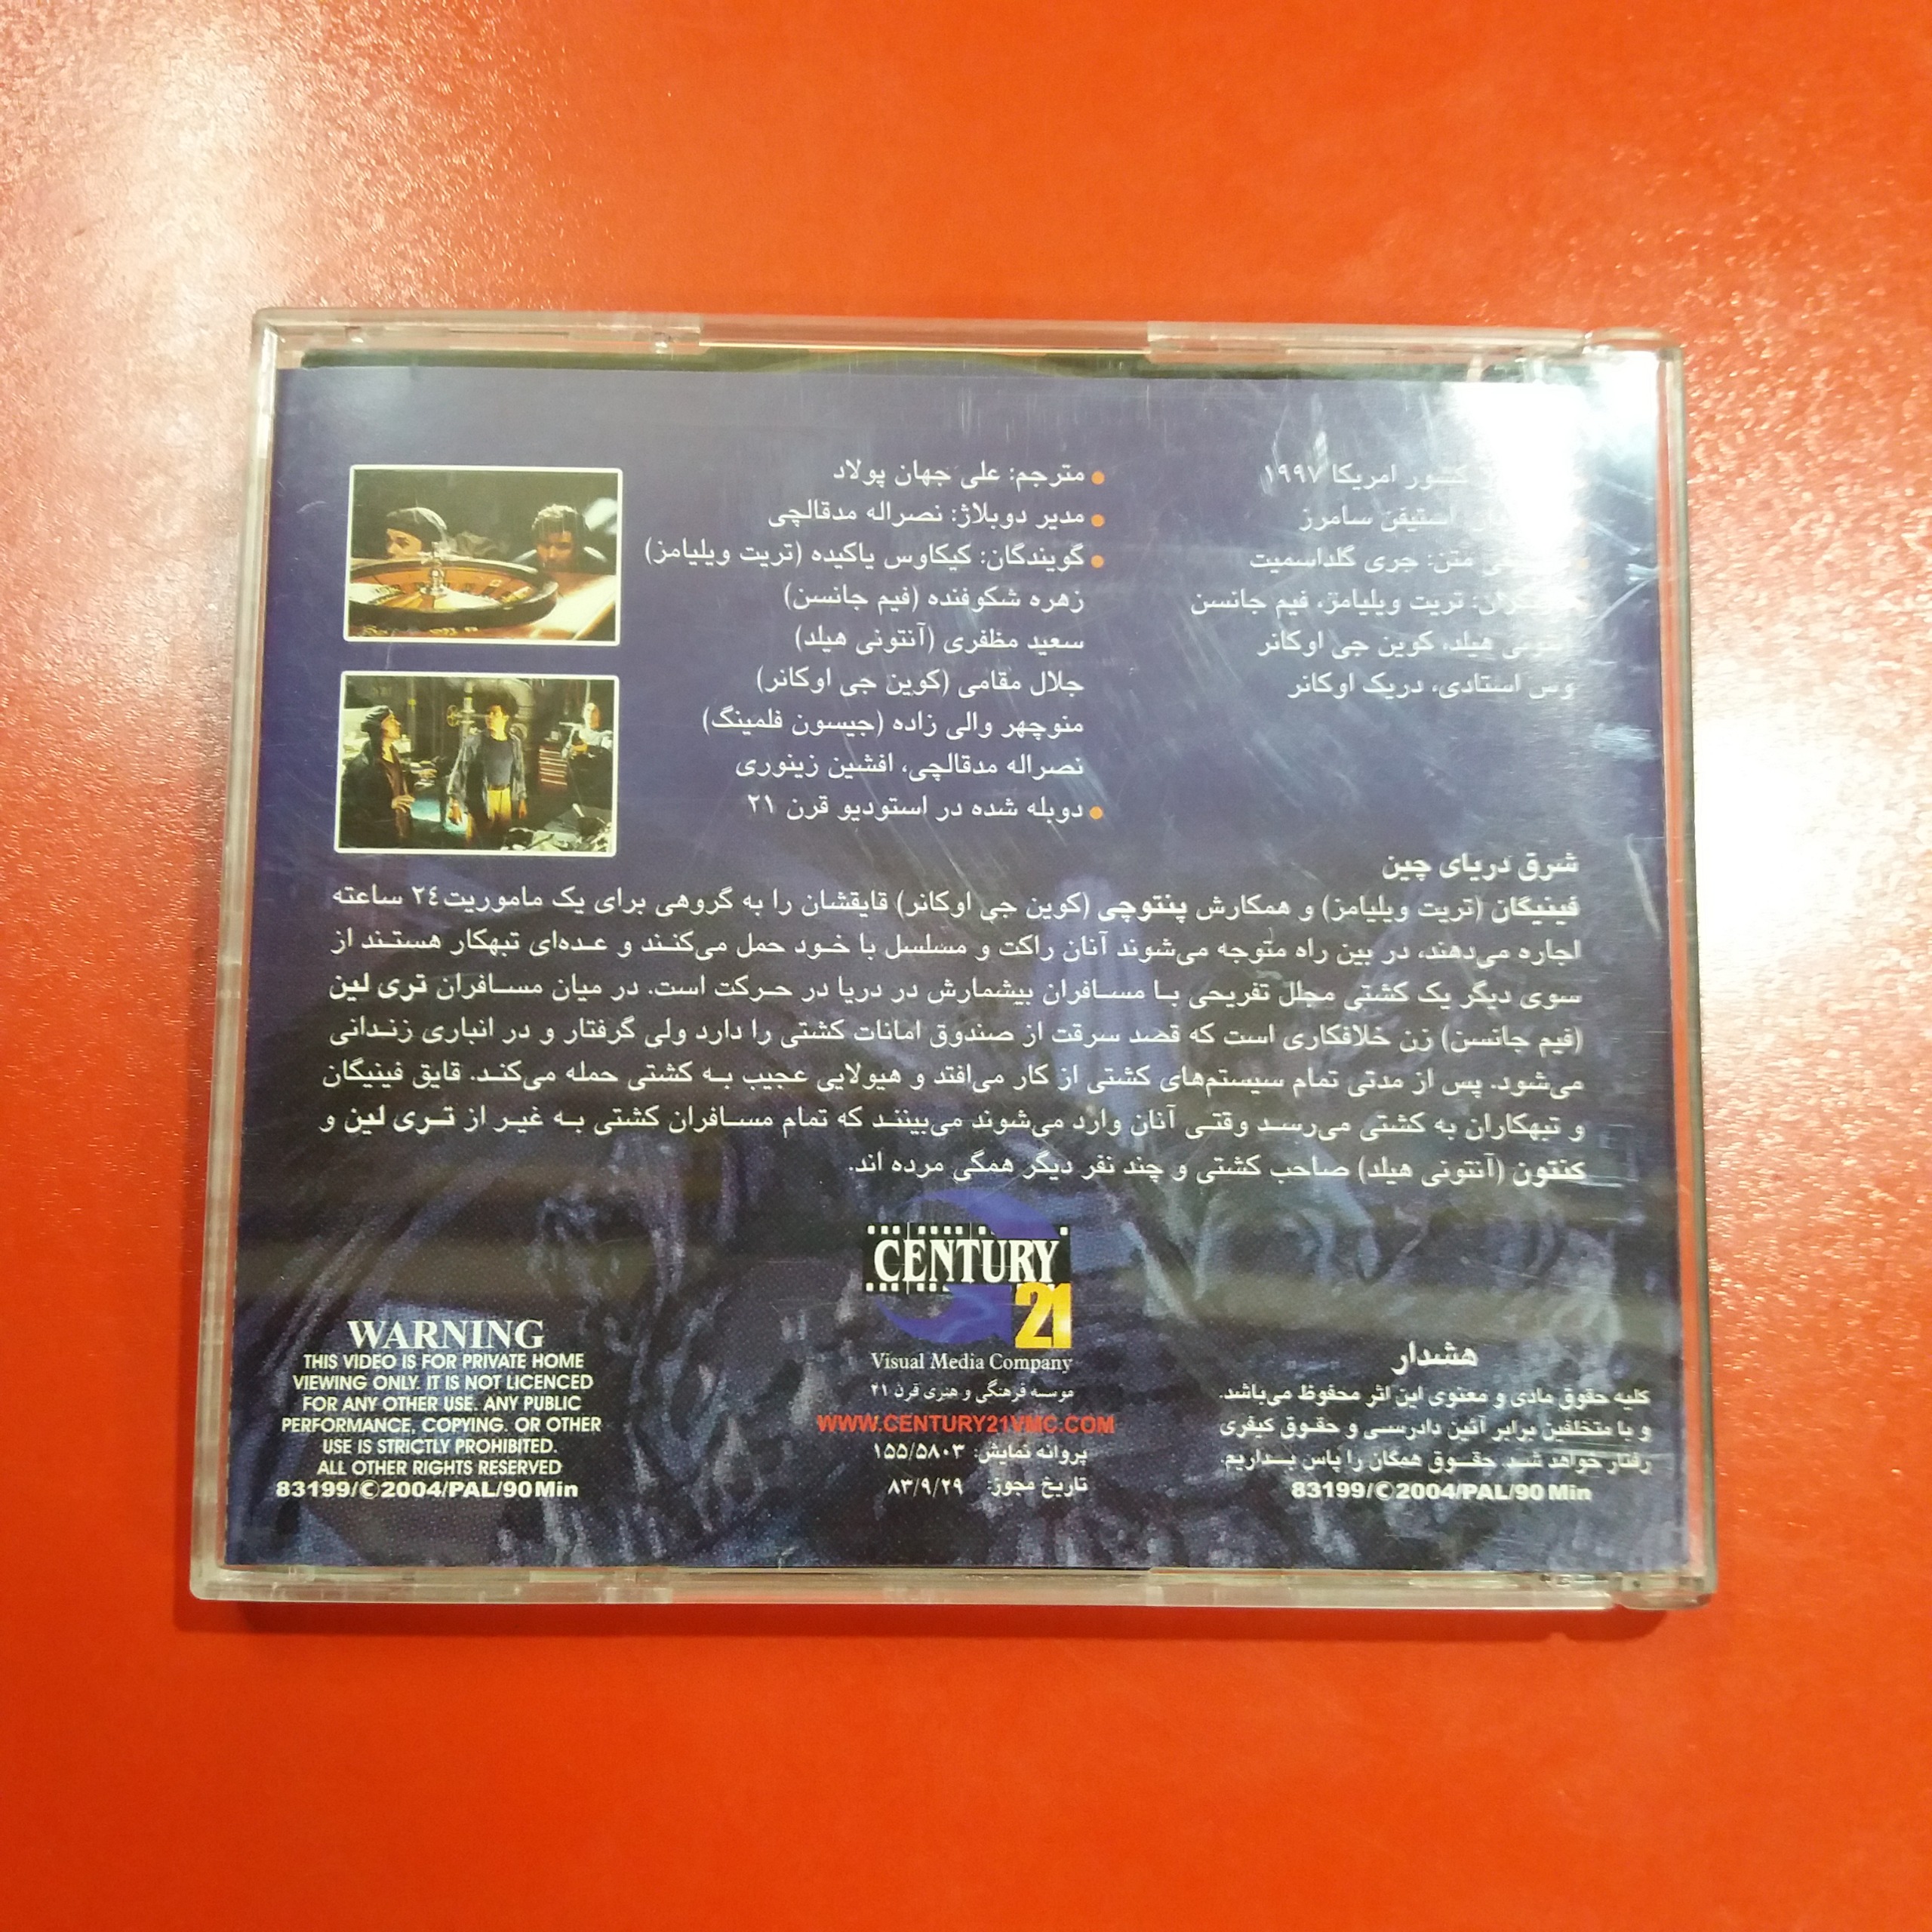 کشور امریکا ۱۹۹۷
استیفن سامرز
متن: جری گلداسمیت
تریت ویلیامز، فیم جانسن
هیلد، کوین جی اوکانر
وس استادی، دریک اوکانر
مترجم: علی جهان پولاد
مدیر دوبلاژ: نصراله مدقالچی
گویندگان: کیکاوس یاکیده (تریت ویلیامز)
زهره شکوفنده (فیم جانسن)
سعید مظفری (آنتونی هیلد)
جلال مقامی (کوین جی اوکانر)
منوچهر والی زاده (جیسون فلمینگ)
نصراله مدقالچی، افشین زینوری
دوبله شده در استودیو قرن ۲۱
شرق دریای چین
فینیگان (تریت ویلیامز) و همکارش پنتوچی (کوین جی اوکانر) قایقشان را به گروهی برای یک ماموریت۲٤ ساعته
اجاره می‌دهند، در بین راه متوجه می‌شوند آنان راکت و مسلسل با خود حمل می‌کنند و عده‌ای تبهکار هستند از
سوی دیگر یک کشتی مجلل تفریحی با مسافران بیشمارش در دریا در حرکت است. در میان مسافران تری لین
(فیم جانسن) زن خلافکاری است که قصد سرقت از صندوق امانات کشتی را دارد ولی گرفتار و در انباری زندانی
می‌شود. پس از مدتی تمام سیستم‌های کشتی از کار می‌افتد و هیولایی عجیب به کشتی حمله می‌کند. قایق فینیگان
و تبهکاران به کشتی می‌رسد وقتی آنان وارد می‌شوند می‌بینند که تمام مسافران کشتی به غیر از تری لین و
کنتون (آنتونی هیلد) صاحب کشتی و چند نفر دیگر همگی مرده اند.
CENTURY
21
Visual Media Company
موسسه فرهنگی و هنری قرن ۲۱
WWW.CENTURY21VMC.COM
پروانه نمایش: ۱۵۵/۵۸۰۳
تاریخ مجوز: ۸۳/۹/۲۹
هشدار
کلیه حقوق مادی و معنوی این اثر محفوظ می‌باشد.
و با متخلفین برابر آئین دادرسی و حقوق کیفری
رفتار خواهد شد. حقوق همگان را پاس بداریم.
83199/©2004/PAL/90 Min
WARNING
THIS VIDEO IS FOR PRIVATE HOME
VIEWING ONLY. IT IS NOT LICENCED
FOR ANY OTHER USE. ANY PUBLIC
PERFORMANCE, COPYING. OR OTHER
USE IS STRICTLY PROHIBITED.
ALL OTHER RIGHTS RESERVED
83199/©2004/PAL/90Min